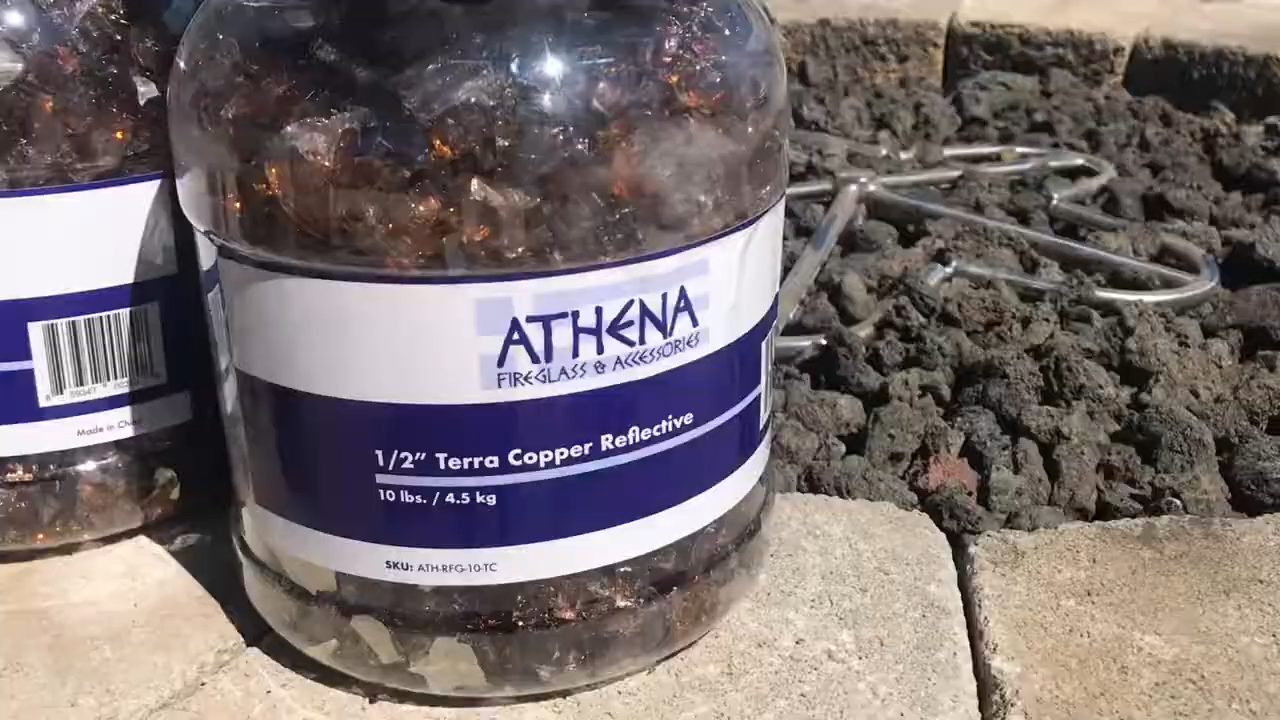 ATHENA
FIREGLASS & ACCESSORIES
1/2” Terra Copper Reflective
10 lbs. / 4.5 kg
SKU: ATH-RFG-10-TC
Made in